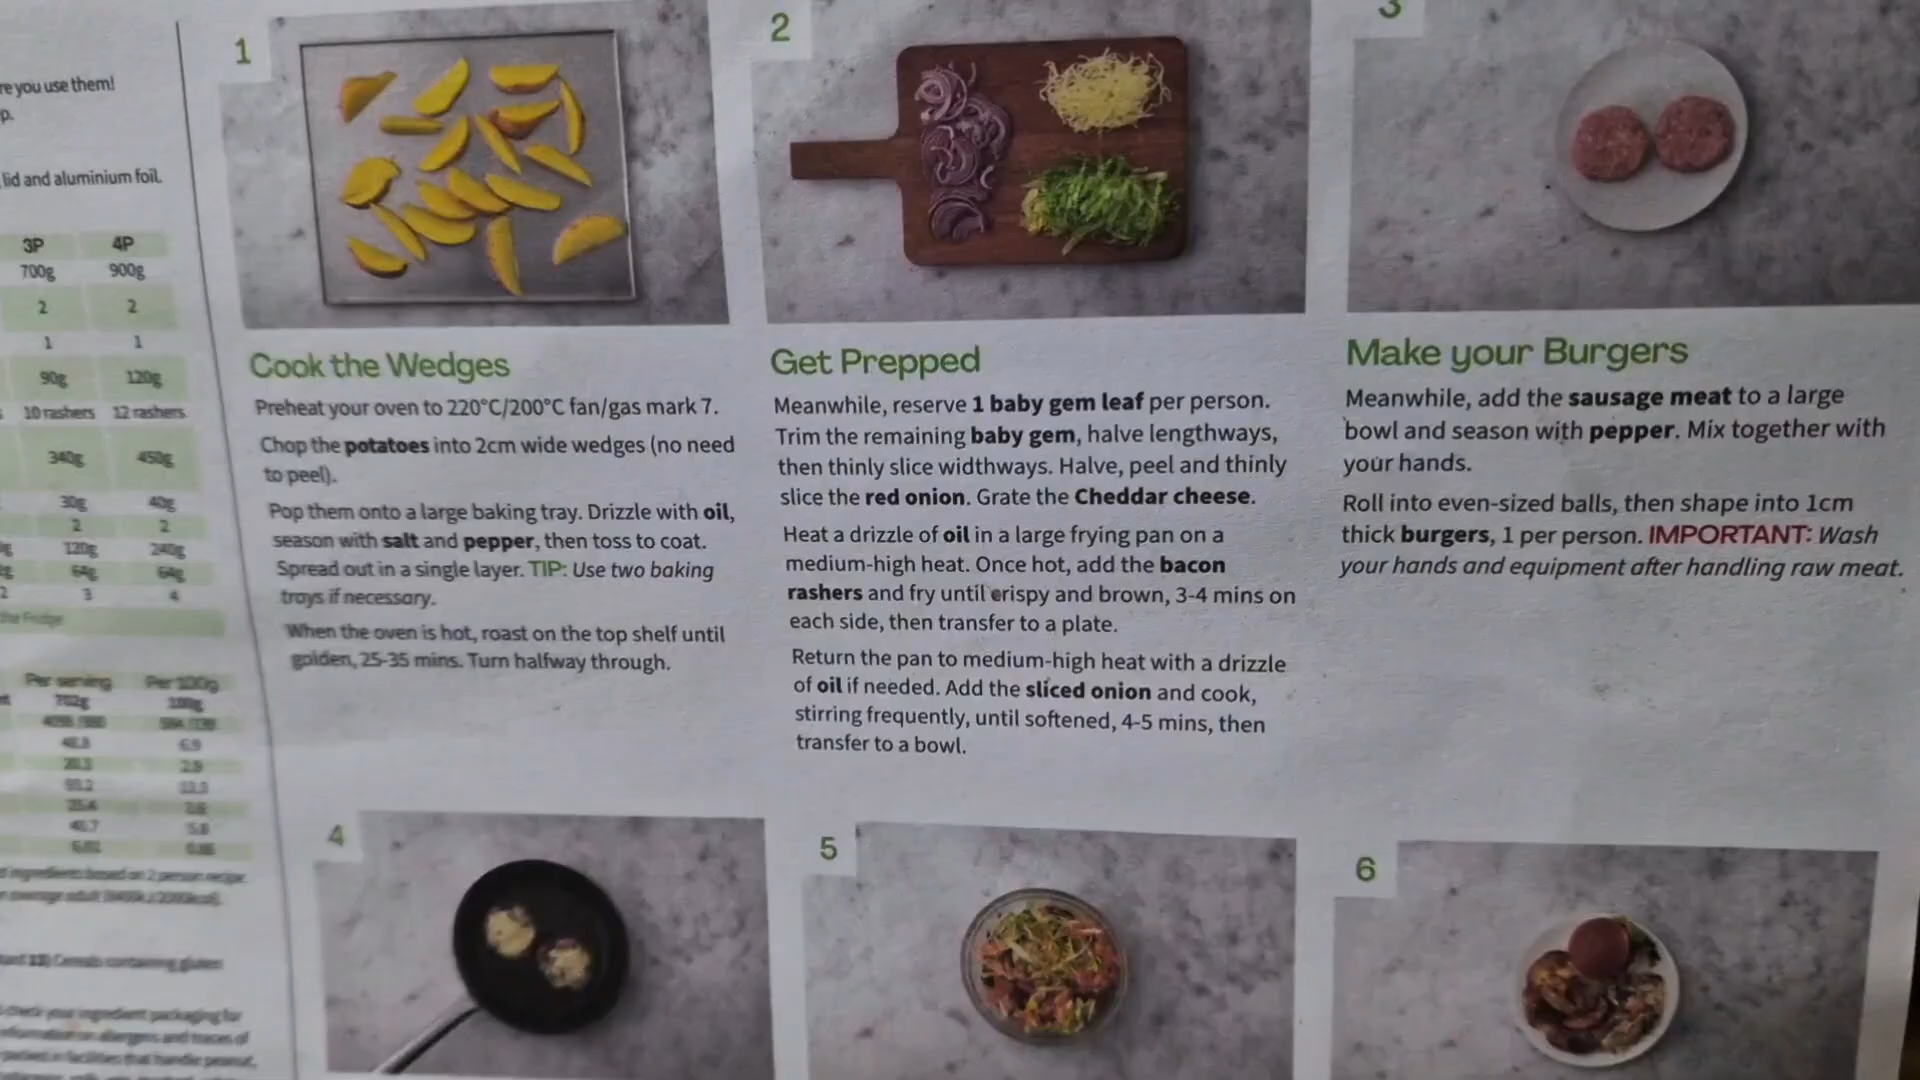 re you use them!
p.
lid and aluminium foil.
3P 4P
700g 900g
2 2
1 1
90g 120g
10 rashers 12 rashers
340g 450g
30g 40g
2 2
120g 240g
64g 64g
3 4
the Fridge
Per serving Per 100g
702g 100g
1
Cook the Wedges
Preheat your oven to 220°C/200°C fan/gas mark 7.
Chop the potatoes into 2cm wide wedges (no need
to peel).
Pop them onto a large baking tray. Drizzle with oil,
season with salt and pepper, then toss to coat.
Spread out in a single layer. TIP: Use two baking
trays if necessary.
When the oven is hot, roast on the top shelf until
golden, 25-35 mins. Turn halfway through.
2
Get Prepped
Meanwhile, reserve 1 baby gem leaf per person.
Trim the remaining baby gem, halve lengthways,
then thinly slice widthways. Halve, peel and thinly
slice the red onion. Grate the Cheddar cheese.
Heat a drizzle of oil in a large frying pan on a
medium-high heat. Once hot, add the bacon
rashers and fry until crispy and brown, 3-4 mins on
each side, then transfer to a plate.
Return the pan to medium-high heat with a drizzle
of oil if needed. Add the sliced onion and cook,
stirring frequently, until softened, 4-5 mins, then
transfer to a bowl.
3
Make your Burgers
Meanwhile, add the sausage meat to a large
bowl and season with pepper. Mix together with
your hands.
Roll into even-sized balls, then shape into 1cm
thick burgers, 1 per person. IMPORTANT: Wash
your hands and equipment after handling raw meat.
4
5
6